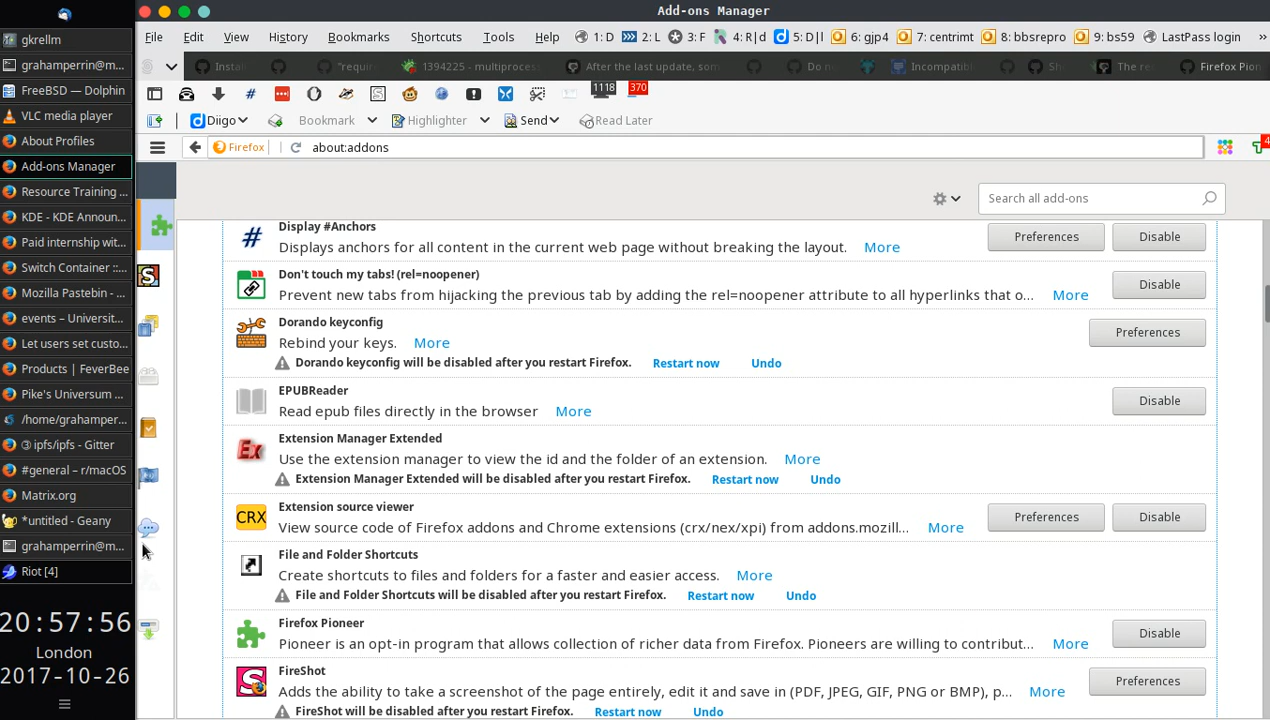 Add-ons Manager
File Edit View History Bookmarks Shortcuts Tools Help 1: D 2: L 3: F 4: R|d 5: D|l 6: gjp4 7: centrimt 8: bbsrepo 9: bs59 LastPass login »
Insta "require 1394225 - multiproces After the last update, som Do no Incompatib Sh The re Firefox Pion
1118 370
Diigo Bookmark Highlighter Send Read Later
Firefox about:addons 4
Search all add-ons
gkrellm
grahamperrin@m...
FreeBSD — Dolphin
VLC media player
About Profiles
Add-ons Manager
Resource Training ...
KDE - KDE Announ...
Paid internship wit...
Switch Container ::...
Mozilla Pastebin - ...
events – Universit...
Let users set custo...
Products | FeverBee
Pike's Universum ...
/home/grahamper...
③ ipfs/ipfs - Gitter
#general – r/macOS
Matrix.org
*untitled - Geany
grahamperrin@m...
Riot [4]
20:57:56
London
2017-10-26
Display #Anchors
Displays anchors for all content in the current web page without breaking the layout. More Preferences Disable
Don't touch my tabs! (rel=noopener)
Prevent new tabs from hijacking the previous tab by adding the rel=noopener attribute to all hyperlinks that o... More Disable
Dorando keyconfig
Rebind your keys. More Preferences
Dorando keyconfig will be disabled after you restart Firefox. Restart now Undo
EPUBReader
Read epub files directly in the browser More Disable
Extension Manager Extended
Use the extension manager to view the id and the folder of an extension. More
Extension Manager Extended will be disabled after you restart Firefox. Restart now Undo
CRX
Extension source viewer
View source code of Firefox addons and Chrome extensions (crx/nex/xpi) from addons.mozill... More Preferences Disable
File and Folder Shortcuts
Create shortcuts to files and folders for a faster and easier access. More
File and Folder Shortcuts will be disabled after you restart Firefox. Restart now Undo
Firefox Pioneer
Pioneer is an opt-in program that allows collection of richer data from Firefox. Pioneers are willing to contribut... More Disable
FireShot
Adds the ability to take a screenshot of the page entirely, edit it and save in (PDF, JPEG, GIF, PNG or BMP), p... More Preferences
FireShot will be disabled after you restart Firefox. Restart now Undo